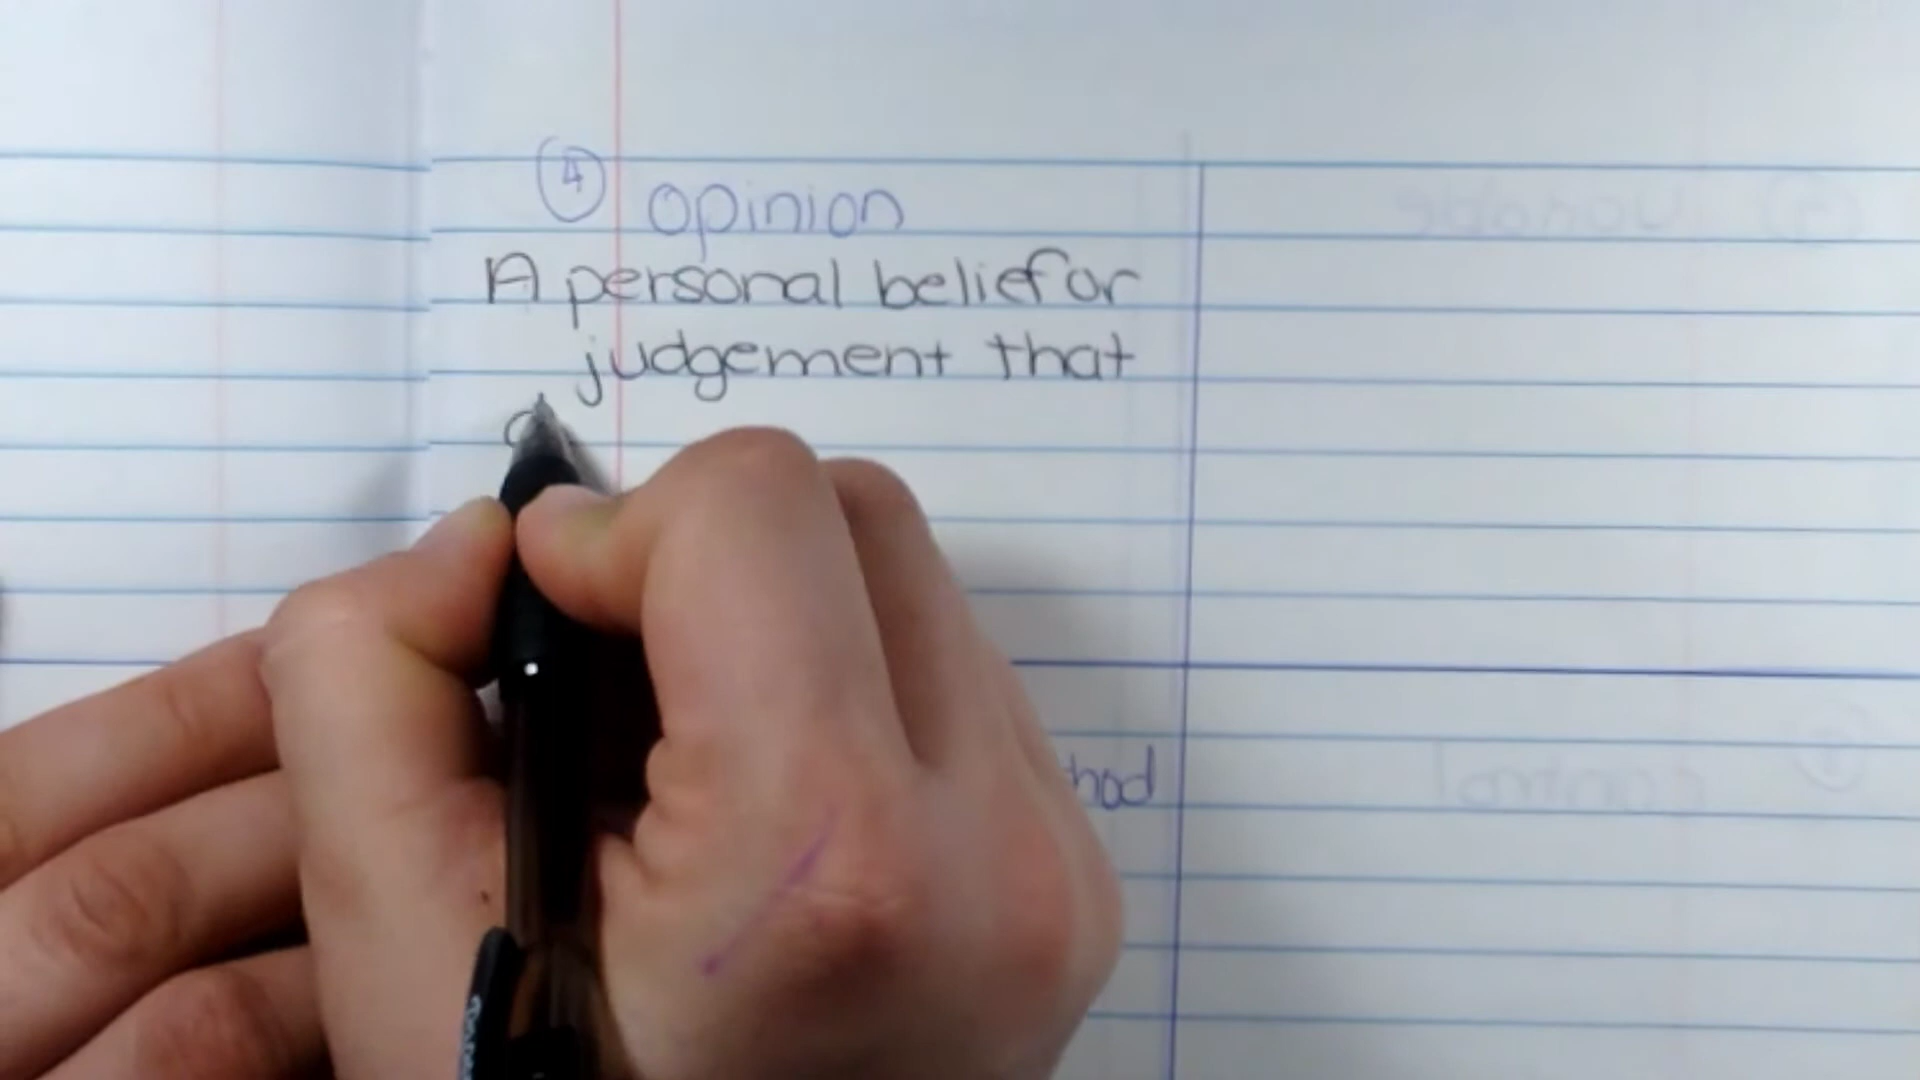 ④ Opinion
A personal belief or
judgement that
hod